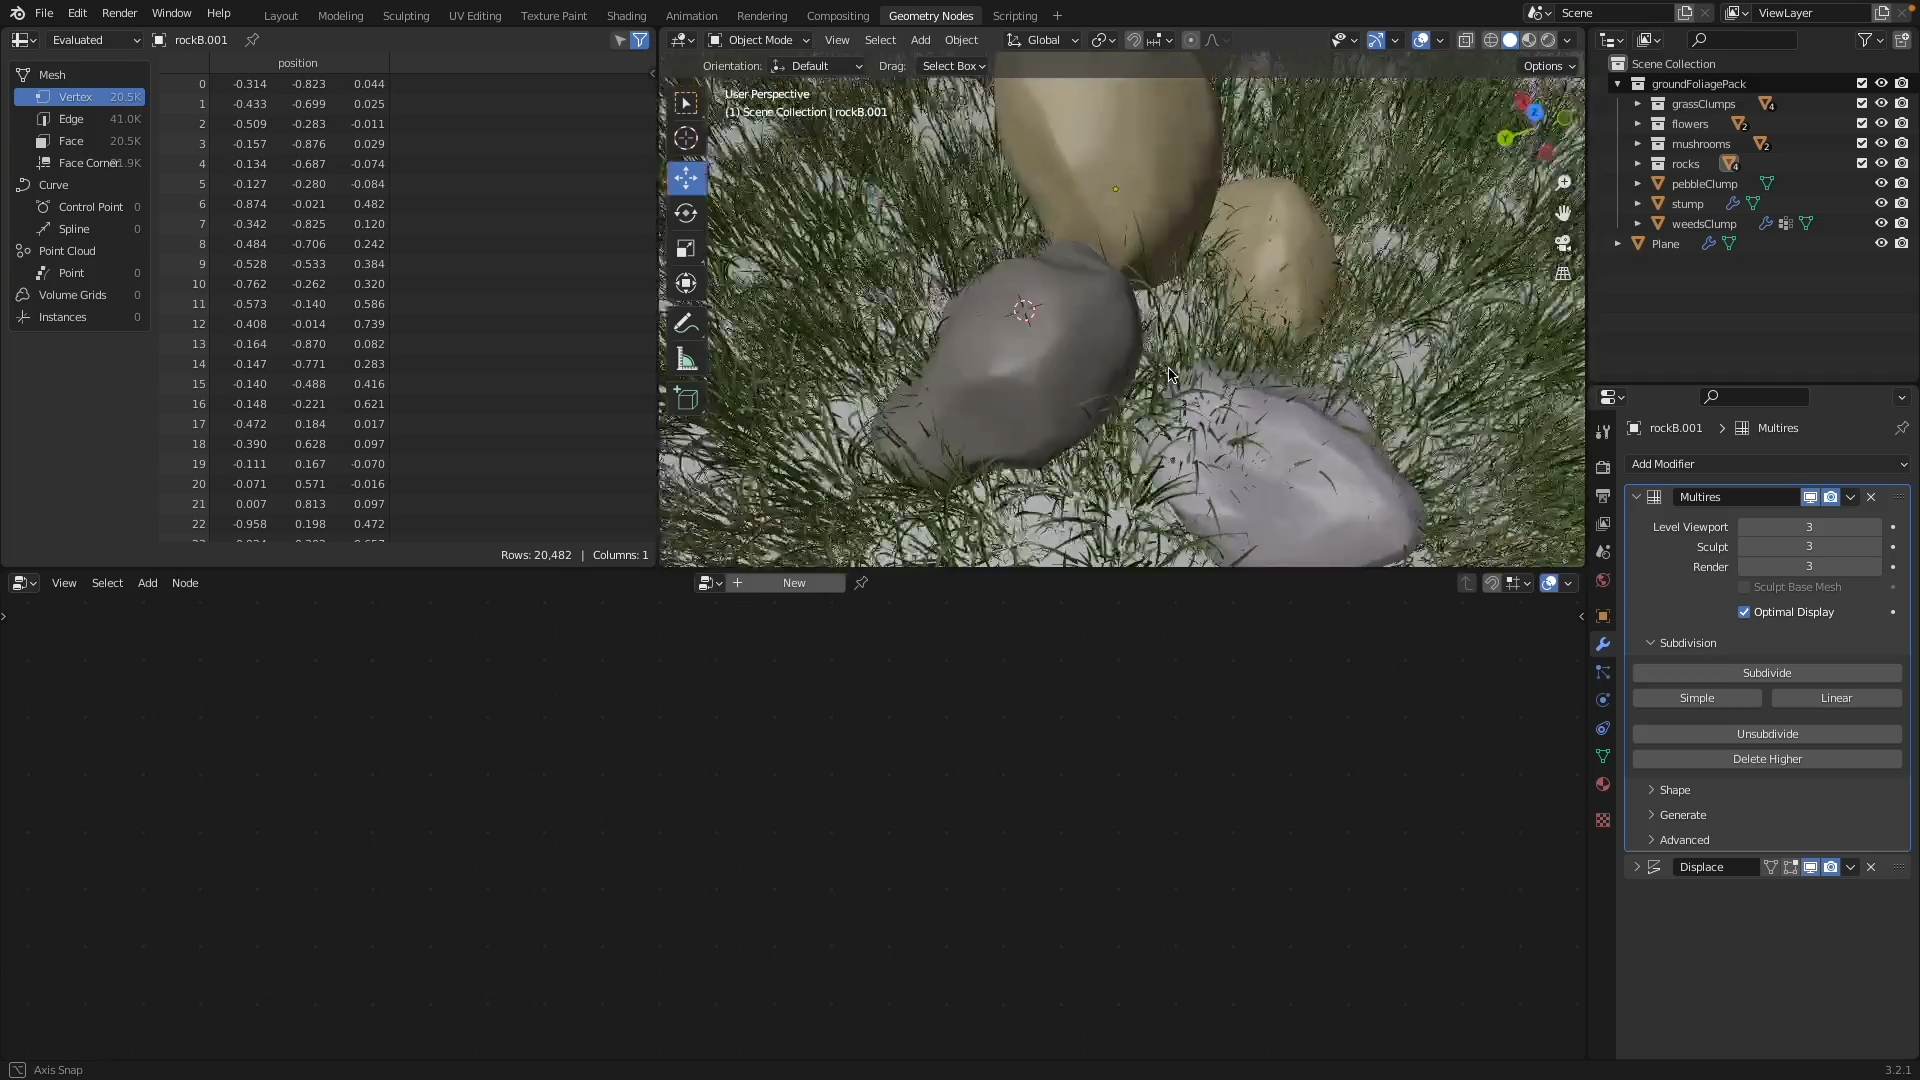 File Edit Render Window Help Layout Modeling Sculpting UV Editing Texture Paint Shading Animation Rendering Compositing Geometry Nodes Scripting + Scene ViewLayer
Evaluated rockB.001
Object Mode View Select Add Object Global
Orientation: Default Drag: Select Box Options
User Perspective
(1) Scene Collection | rockB.001
Mesh
Vertex 20.5K
Edge 41.0K
Face 20.5K
Face Corner
Curve
Control Point 0
Spline 0
Point Cloud
Point 0
Volume Grids 0
Instances 0
position
0 -0.314 -0.823 0.044
1 -0.433 -0.699 0.025
2 -0.509 -0.283 -0.011
3 -0.157 -0.876 0.029
4 -0.134 -0.687 -0.074
5 -0.127 -0.280 -0.084
6 -0.874 -0.021 0.482
7 -0.342 -0.825 0.120
8 -0.484 -0.706 0.242
9 -0.528 -0.533 0.384
10 -0.762 -0.262 0.320
11 -0.573 -0.140 0.586
12 -0.408 -0.014 0.739
13 -0.164 -0.870 0.082
14 -0.147 -0.771 0.283
15 -0.140 -0.488 0.416
16 -0.148 -0.221 0.621
17 -0.472 0.184 0.017
18 -0.390 0.628 0.097
19 -0.111 0.167 -0.070
20 -0.071 0.571 -0.016
21 0.007 0.813 0.097
22 -0.958 0.198 0.472
Rows: 20,482 | Columns: 1
Scene Collection
groundFoliagePack
grassClumps 4
flowers 2
mushrooms 2
rocks 4
pebbleClump
stump
weedsClump
Plane
rockB.001 > Multires
Add Modifier
Multires
Level Viewport 3
Sculpt 3
Render 3
Sculpt Base Mesh
Optimal Display
Subdivision
Subdivide
Simple Linear
Unsubdivide
Delete Higher
Shape
Generate
Advanced
Displace
View Select Add Node + New
Axis Snap
3.2.1